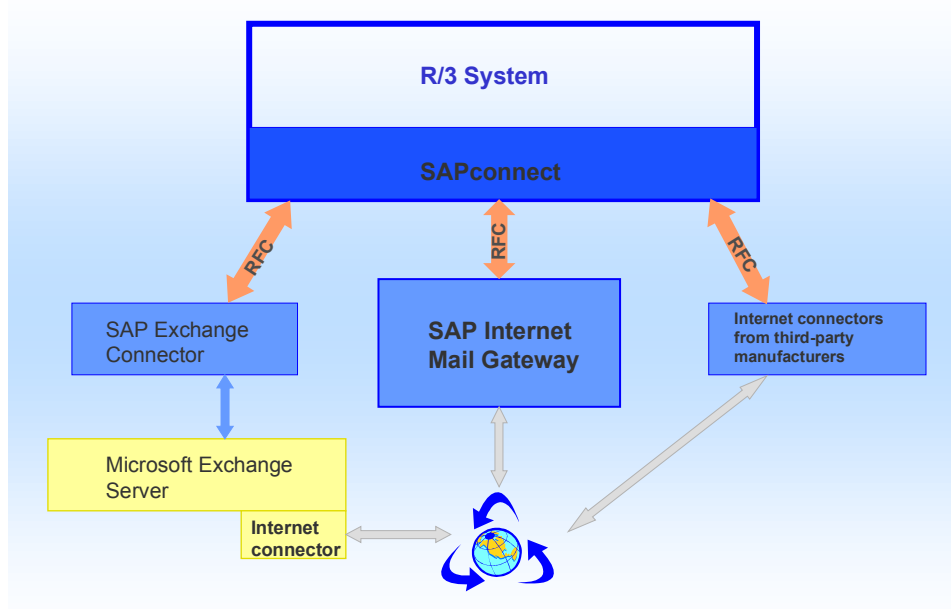 R/3 System
SAPconnect
RFC
RFC
RFC
SAP Exchange
Connector
SAP Internet
Mail Gateway
Internet connectors
from third-party
manufacturers
Microsoft Exchange
Server
Internet
connector